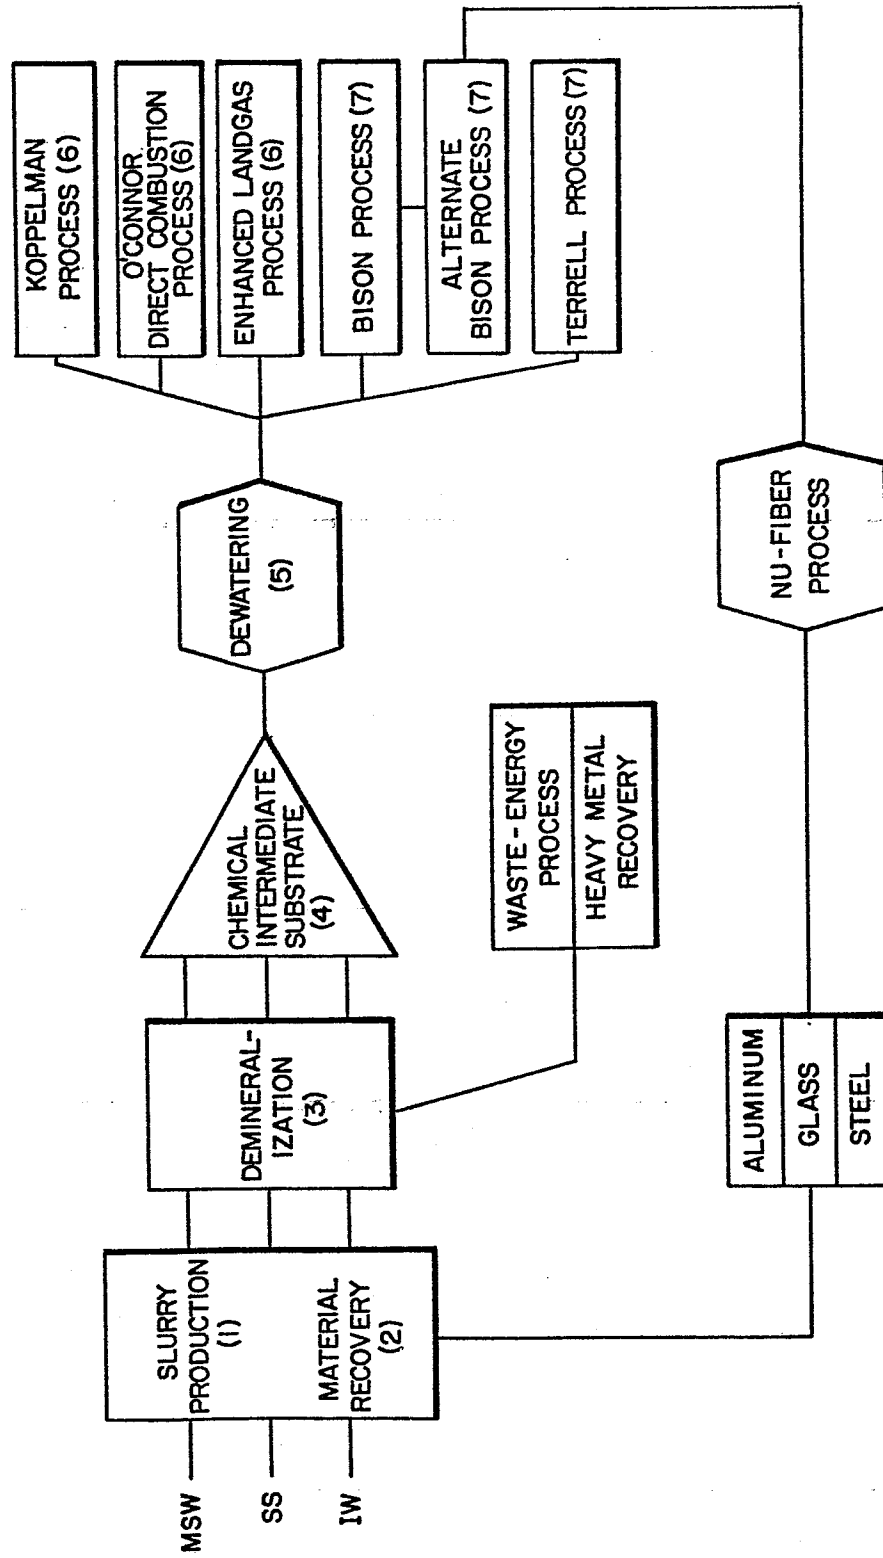 MSW
SS
IW
SLURRY
PRODUCTION
(1)
MATERIAL
RECOVERY
(2)
DEMINERAL-
IZATION
(3)
CHEMICAL
INTERMEDIATE
SUBSTRATE
(4)
DEWATERING
(5)
KOPPELMAN
PROCESS (6)
O'CONNOR
DIRECT COMBUSTION
PROCESS (6)
ENHANCED LANDGAS
PROCESS (6)
BISON PROCESS (7)
ALTERNATE
BISON PROCESS (7)
TERRELL PROCESS (7)
WASTE-ENERGY
PROCESS
HEAVY METAL
RECOVERY
ALUMINUM
GLASS
STEEL
NU-FIBER
PROCESS